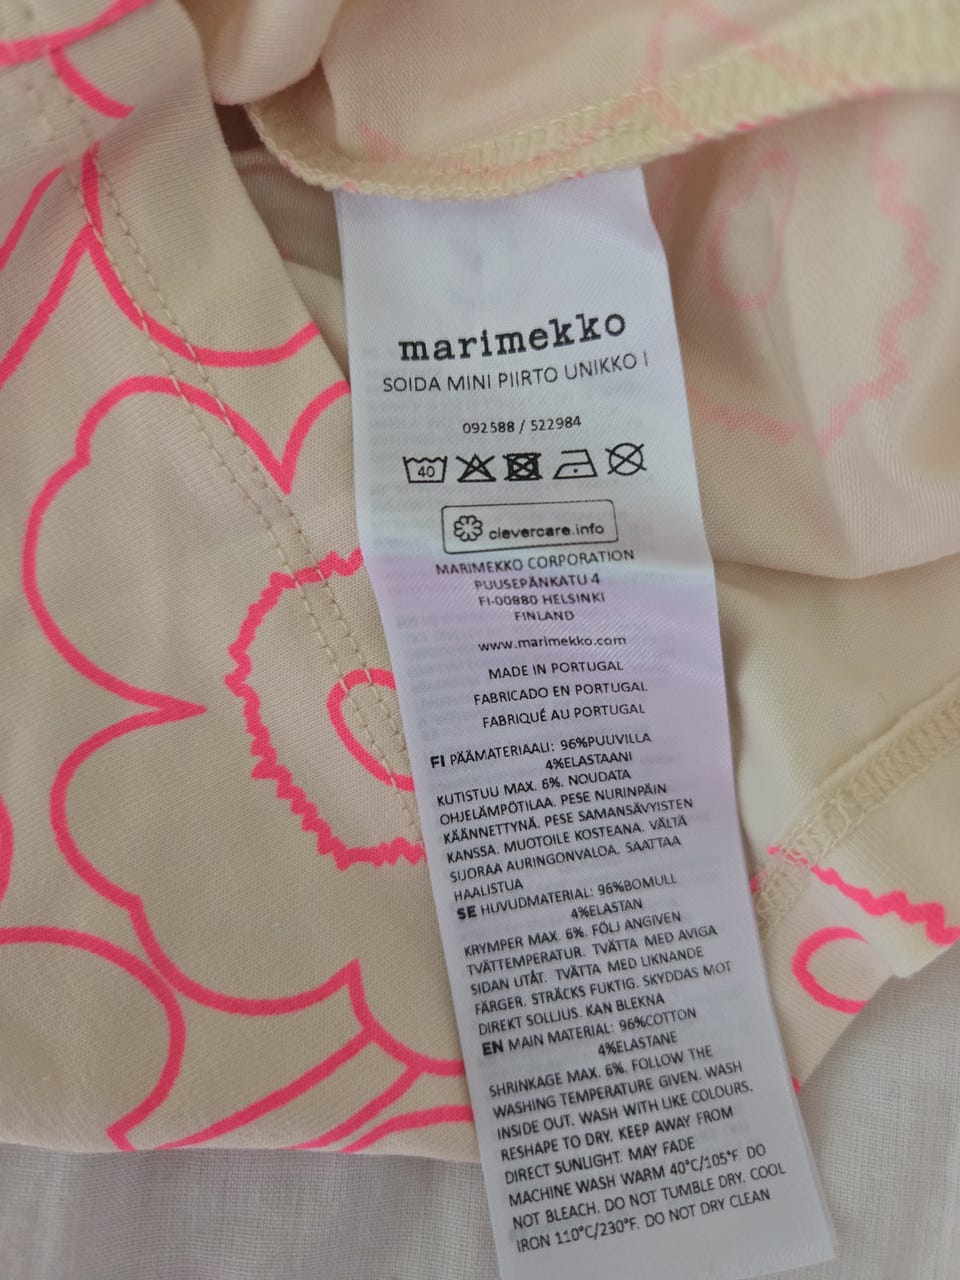 marimekko
SOIDA MINI PIIRTO UNIKKO I
092588 / 522984
40
clevercare.info
MARIMEKKO CORPORATION
PUUSEPÄNKATU 4
FI-00880 HELSINKI
FINLAND
www.marimekko.com
MADE IN PORTUGAL
FABRICADO EN PORTUGAL
FABRIQUÉ AU PORTUGAL
FI PÄÄMATERIAALI: 96%PUUVILLA
4%ELASTAANI
KUTISTUU MAX. 6%. NOUDATA
OHJELÄMPÖTILAA. PESE NURINPÄIN
KÄÄNNETTYNÄ. PESE SAMANSÄVYISTEN
KANSSA. MUOTOILE KOSTEANA. VÄLTÄ
SUORAA AURINGONVALOA. SAATTAA
HAALISTUA
SE HUVUDMATERIAL: 96%BOMULL
4%ELASTAN
KRYMPER MAX. 6%. FÖLJ ANGIVEN
TVÄTTEMPERATUR. TVÄTTA MED AVIGA
SIDAN UTÅT. TVÄTTA MED LIKNANDE
FÄRGER. STRÄCKS FUKTIG. SKYDDAS MOT
DIREKT SOLLJUS. KAN BLEKNA
EN MAIN MATERIAL: 96%COTTON
4%ELASTANE
SHRINKAGE MAX. 6%. FOLLOW THE
WASHING TEMPERATURE GIVEN. WASH
INSIDE OUT. WASH WITH LIKE COLOURS.
RESHAPE TO DRY. KEEP AWAY FROM
DIRECT SUNLIGHT. MAY FADE
MACHINE WASH WARM 40°C/105°F. DO
NOT BLEACH. DO NOT TUMBLE DRY. COOL
IRON 110°C/230°F. DO NOT DRY CLEAN